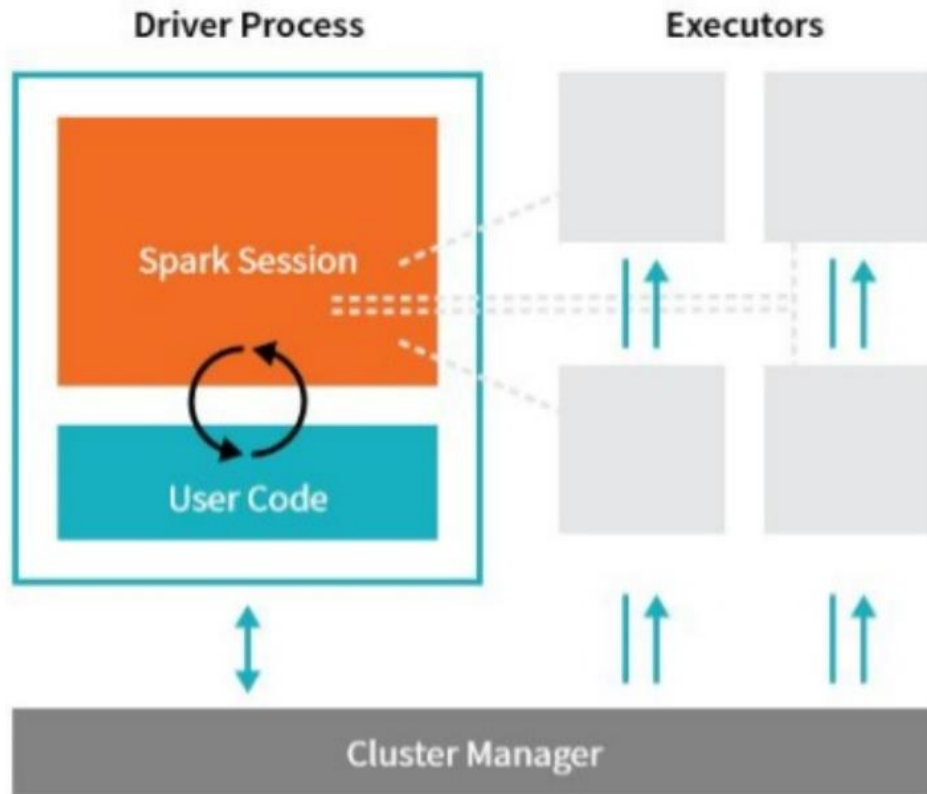 Driver Process
Executors
Spark Session
User Code
Cluster Manager